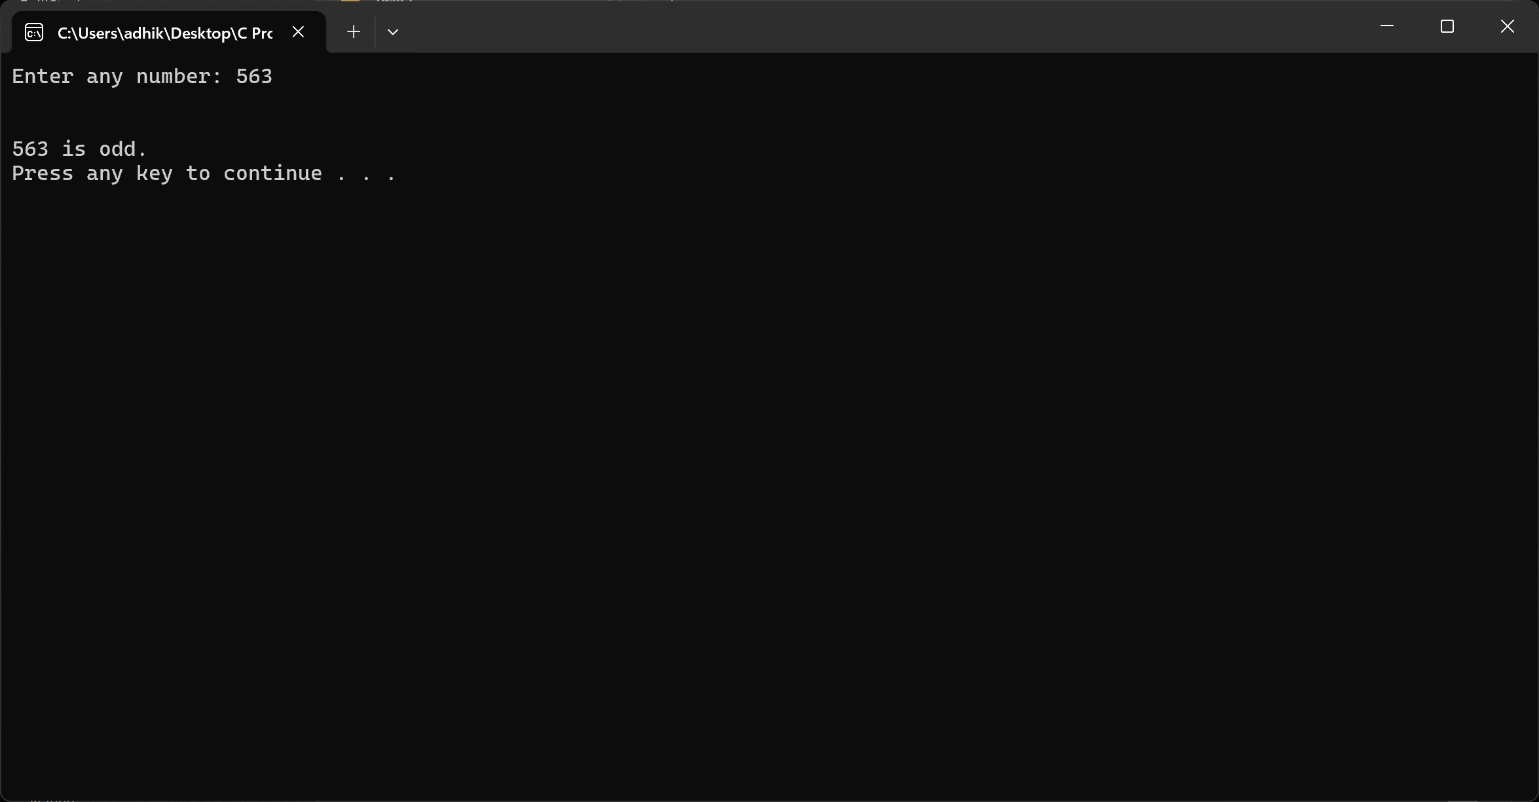 C:\Users\adhik\Desktop\C Prc
Enter any number: 563
563 is odd.
Press any key to continue . . .